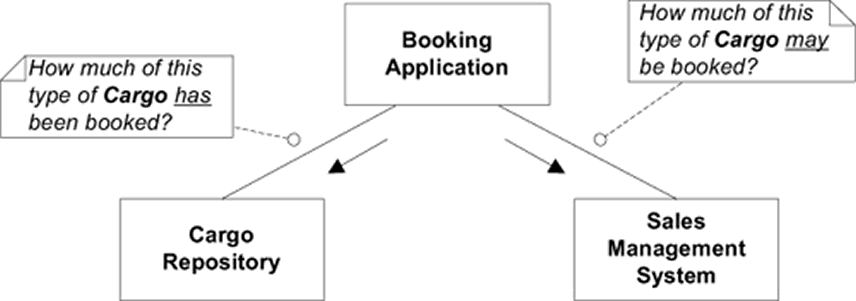 How much of this
type of Cargo has
been booked?
Booking
Application
How much of this
type of Cargo may
be booked?
Cargo
Repository
Sales
Management
System